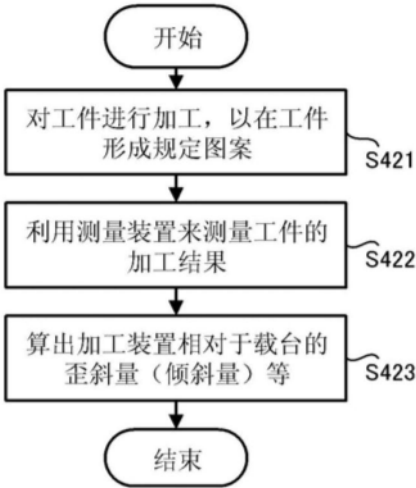 开始
对工件进行加工，以在工件
形成规定图案
S421
利用测量装置来测量工件的
加工结果
S422
算出加工装置相对于载台的
歪斜量（倾斜量）等
S423
结束